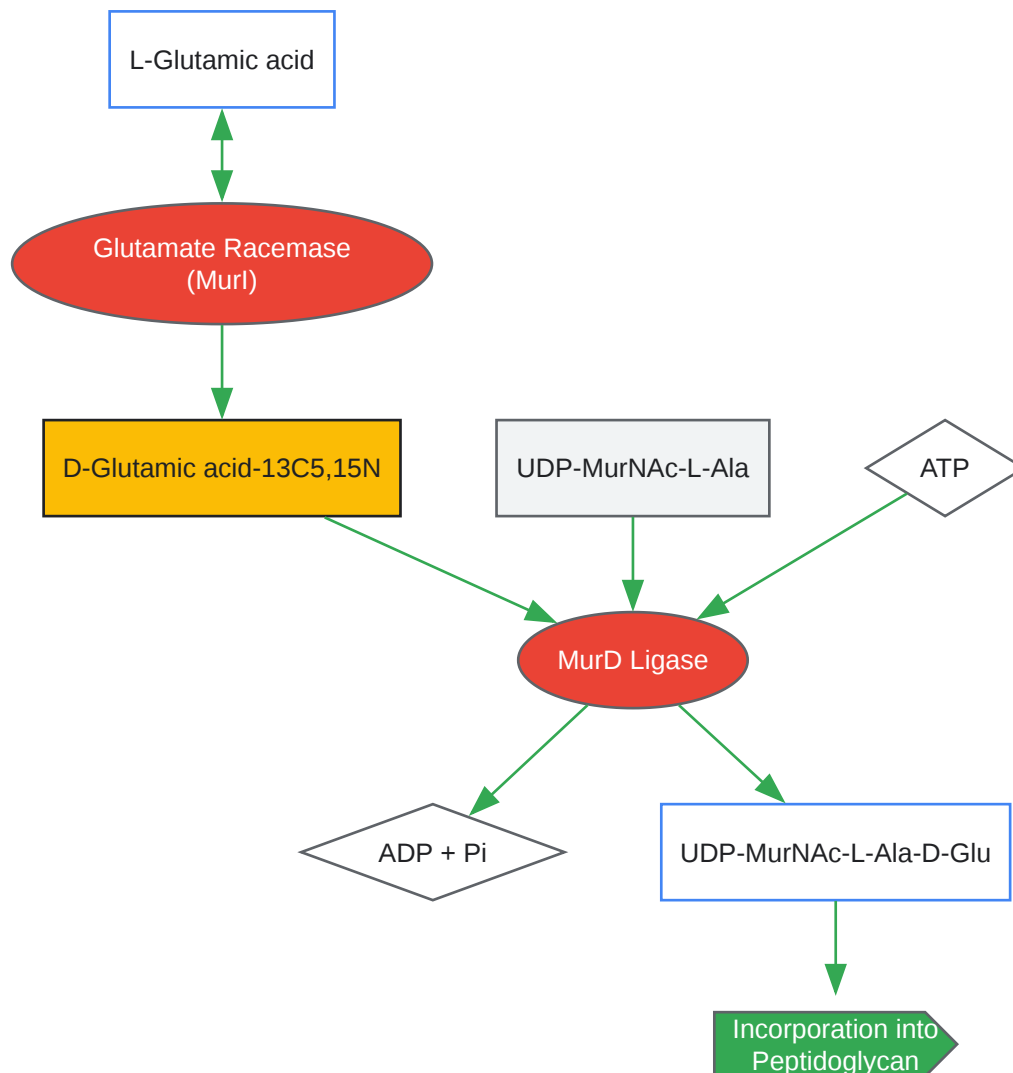 L-Glutamic acid
Glutamate Racemase
(MurI)
D-Glutamic acid-13C5,15N
UDP-MurNAc-L-Ala
ATP
MurD Ligase
ADP + Pi
UDP-MurNAc-L-Ala-D-Glu
Incorporation into
Peptidoglycan